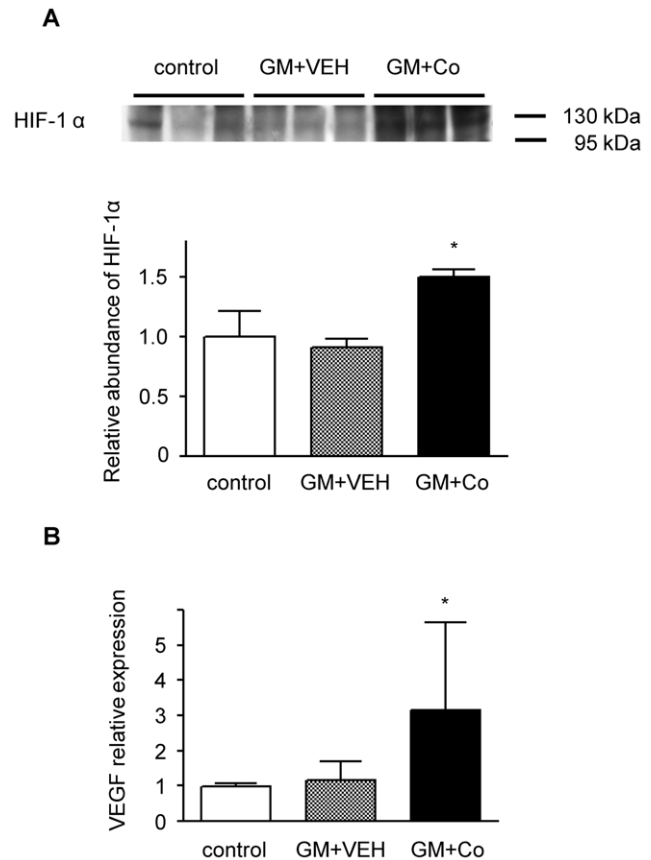 A
control GM+VEH GM+Co
HIF-1 α
130 kDa
95 kDa
Relative abundance of HIF-1α
*
1.5
1.0
0.5
0
control GM+VEH GM+Co
B
VEGF relative expression
*
5
4
3
2
1
0
control GM+VEH GM+Co